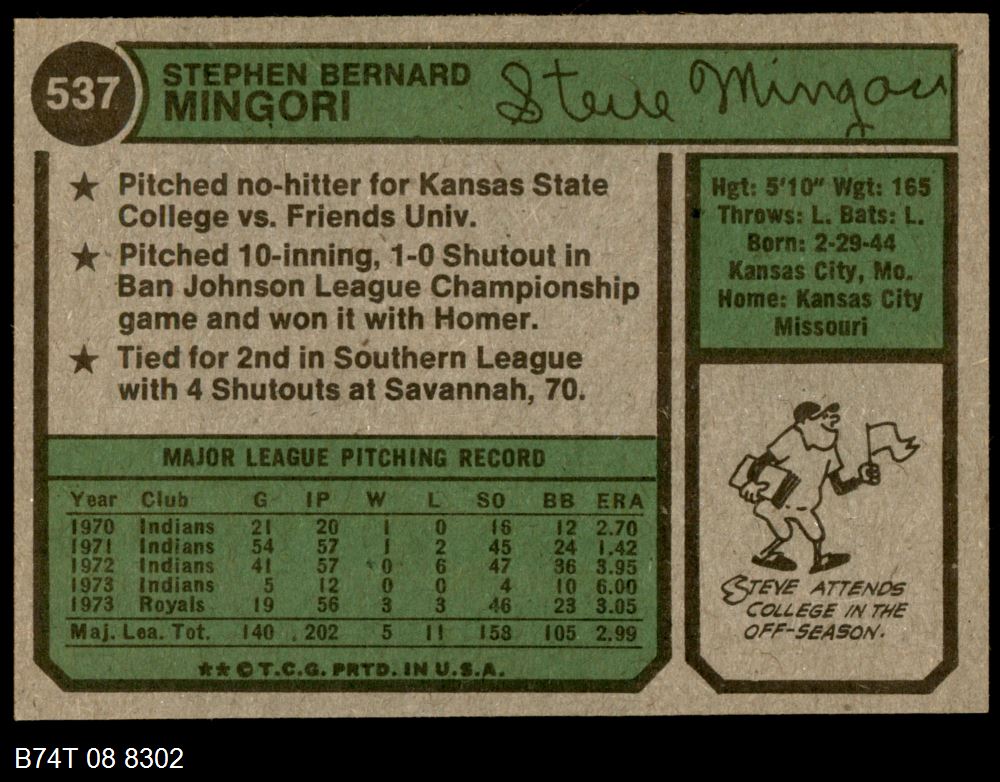 537
STEPHEN BERNARD
MINGORI
Steve Mingori
★ Pitched no-hitter for Kansas State
College vs. Friends Univ.
★ Pitched 10-inning, 1-0 Shutout in
Ban Johnson League Championship
game and won it with Homer.
★ Tied for 2nd in Southern League
with 4 Shutouts at Savannah, 70.
Hgt: 5'10" Wgt: 165
Throws: L. Bats: L.
Born: 2-29-44
Kansas City, Mo.
Home: Kansas City
Missouri
MAJOR LEAGUE PITCHING RECORD
Year Club G IP W L SO BB ERA
1970 Indians 21 20 1 0 16 12 2.70
1971 Indians 54 57 1 2 45 24 1.42
1972 Indians 41 57 0 6 47 36 3.95
1973 Indians 5 12 0 0 4 10 6.00
1973 Royals 19 56 3 3 46 23 3.05
Maj. Lea. Tot. 140 202 5 11 158 105 2.99
★★ © T.C.G. PRTD. IN U.S.A.
STEVE ATTENDS
COLLEGE IN THE
OFF-SEASON.
B74T 08 8302